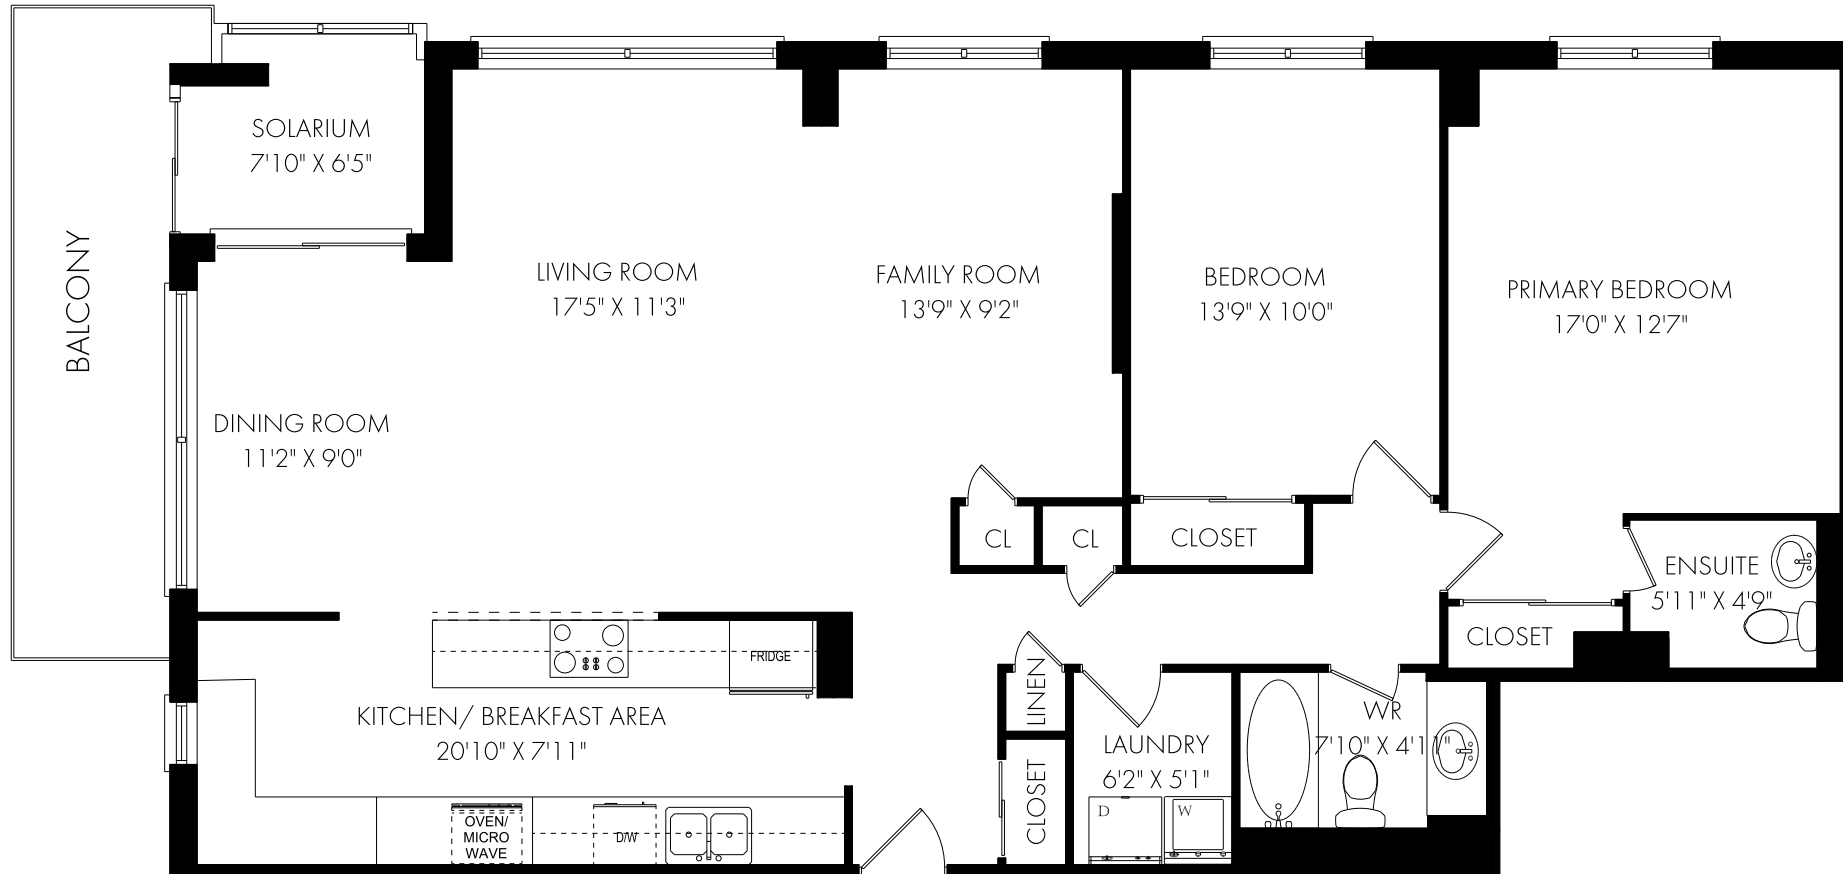 SOLARIUM
7'10" X 6'5"
BALCONY
LIVING ROOM
17'5" X 11'3"
FAMILY ROOM
13'9" X 9'2"
BEDROOM
13'9" X 10'0"
PRIMARY BEDROOM
17'0" X 12'7"
DINING ROOM
11'2" X 9'0"
CL
CL
CLOSET
ENSUITE
5'11" X 4'9"
CLOSET
FRIDGE
LINEN
KITCHEN/ BREAKFAST AREA
20'10" X 7'11"
LAUNDRY
6'2" X 5'1"
WR
7'10" X 4'11"
CLOSET
D
W
OVEN/
MICRO
WAVE
D/W